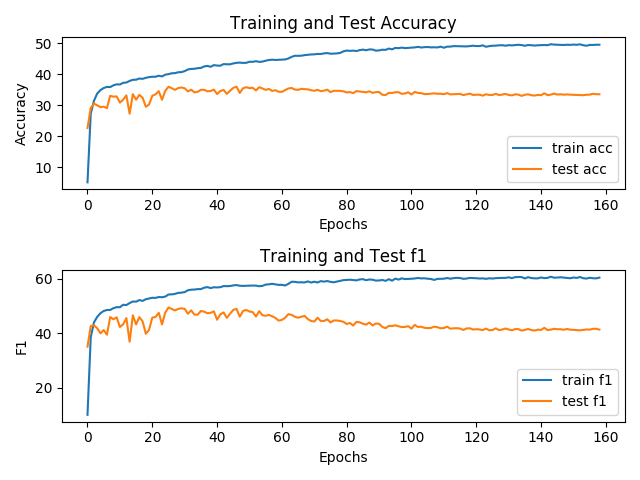 Training and Test Accuracy
50
40
30
20
10
Accuracy
0 20 40 60 80 100 120 140 160
Epochs
train acc
test acc
Training and Test f1
60
40
20
F1
0 20 40 60 80 100 120 140 160
Epochs
train f1
test f1